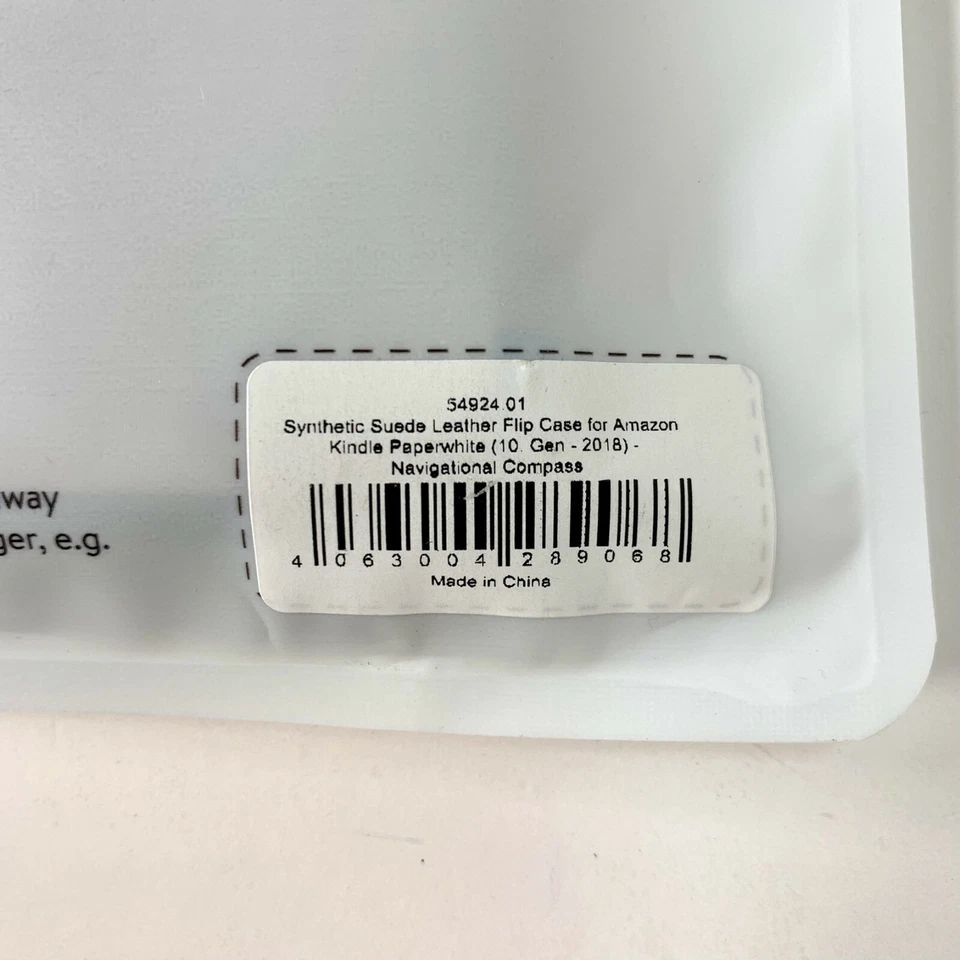 54924.01
Synthetic Suede Leather Flip Case for Amazon
Kindle Paperwhite (10. Gen - 2018) -
Navigational Compass
way
ger, e.g.
4 063004 289068
Made in China